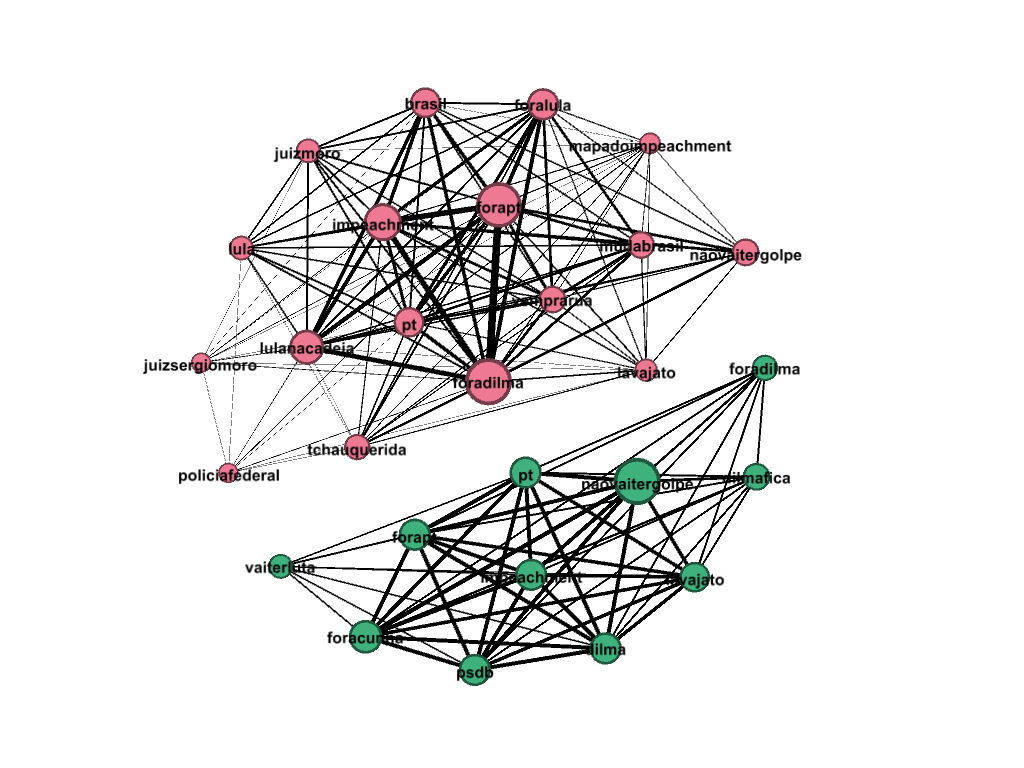 brasil
foralula
mapadoimpeachment
juizmoro
forapt
impeachment
lula
mudabrasil
naovaitergolpe
vemprarua
pt
lulanacadeia
juizsergiomoro
foradilma
lavajato
foradilma
tchauquerida
policiafederal
pt
naovaitergolpe
dilmafica
forapt
vaiterluta
impeachment
lavajato
foracunha
dilma
psdb